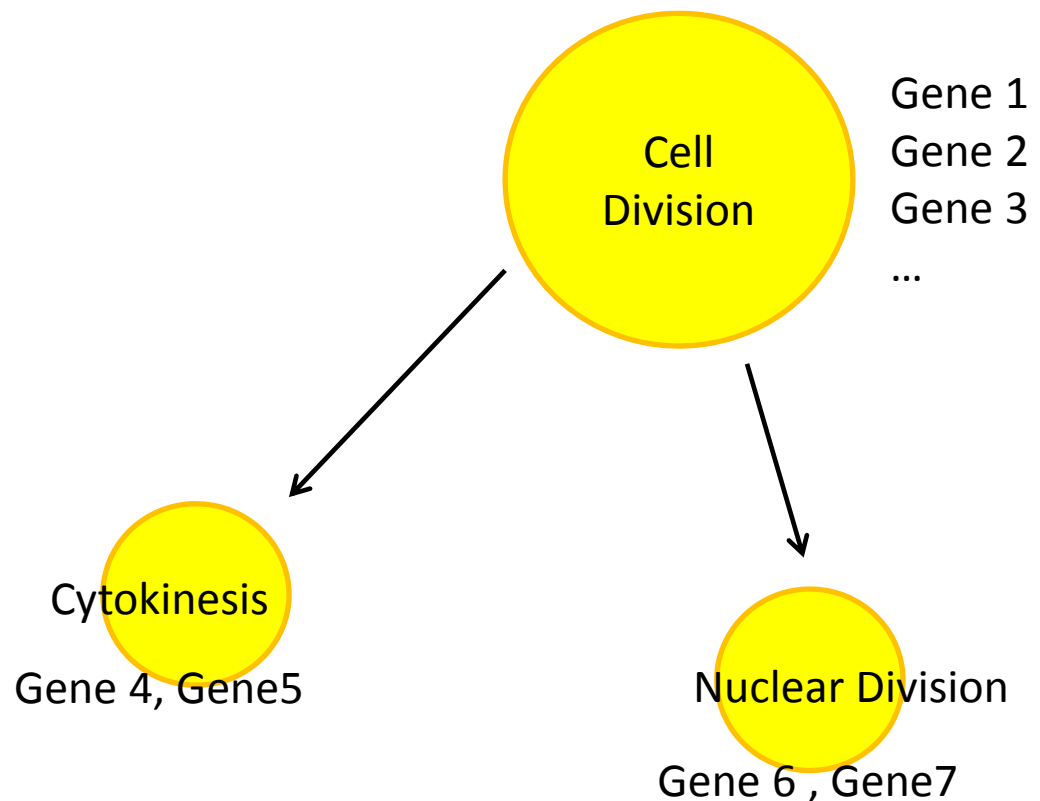 Cell
Division
Gene 1
Gene 2
Gene 3
...
Cytokinesis
Gene 4, Gene5
Nuclear Division
Gene 6 , Gene7